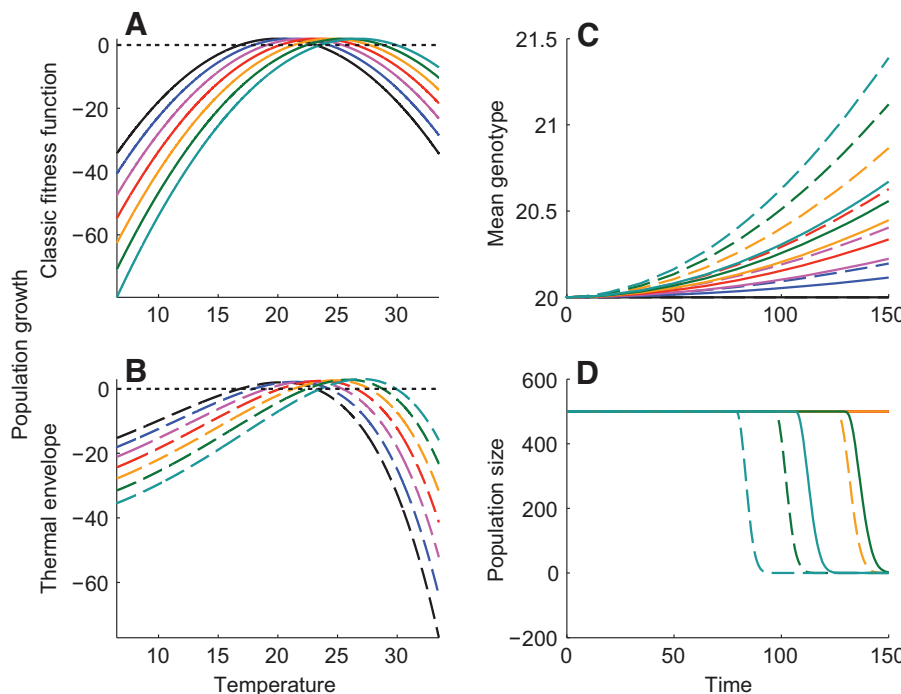 A
Population growth
Classic fitness function
0
−20
−40
−60
10 15 20 25 30
B
Thermal envelope
0
−20
−40
−60
10 15 20 25 30
Temperature
C
Mean genotype
21.5
21
20.5
20
0 50 100 150
D
Population size
600
400
200
0
−200
0 50 100 150
Time